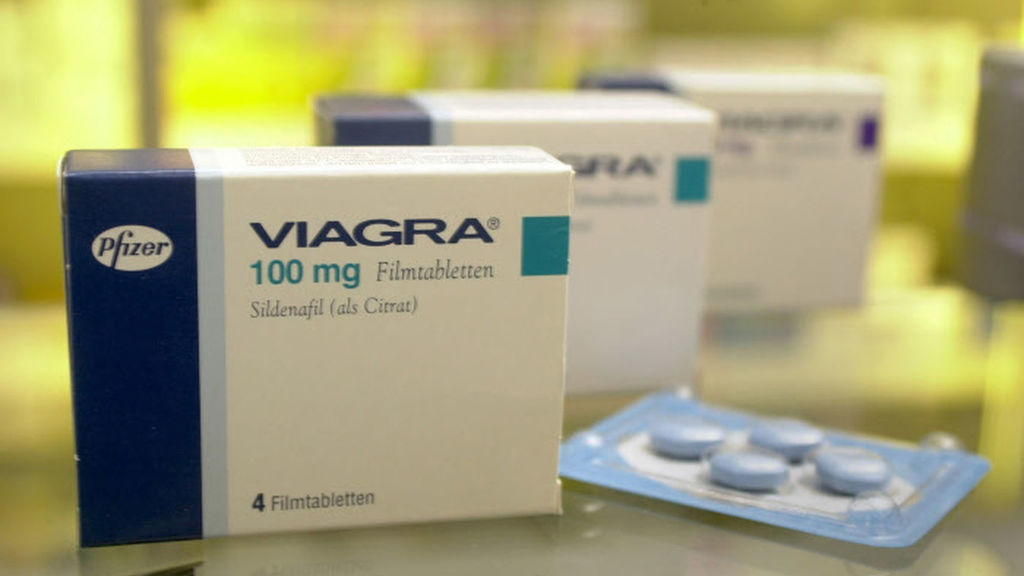 Pfizer
VIAGRA®
100 mg Filmtabletten
Sildenafil (als Citrat)
4 Filmtabletten
GRA®